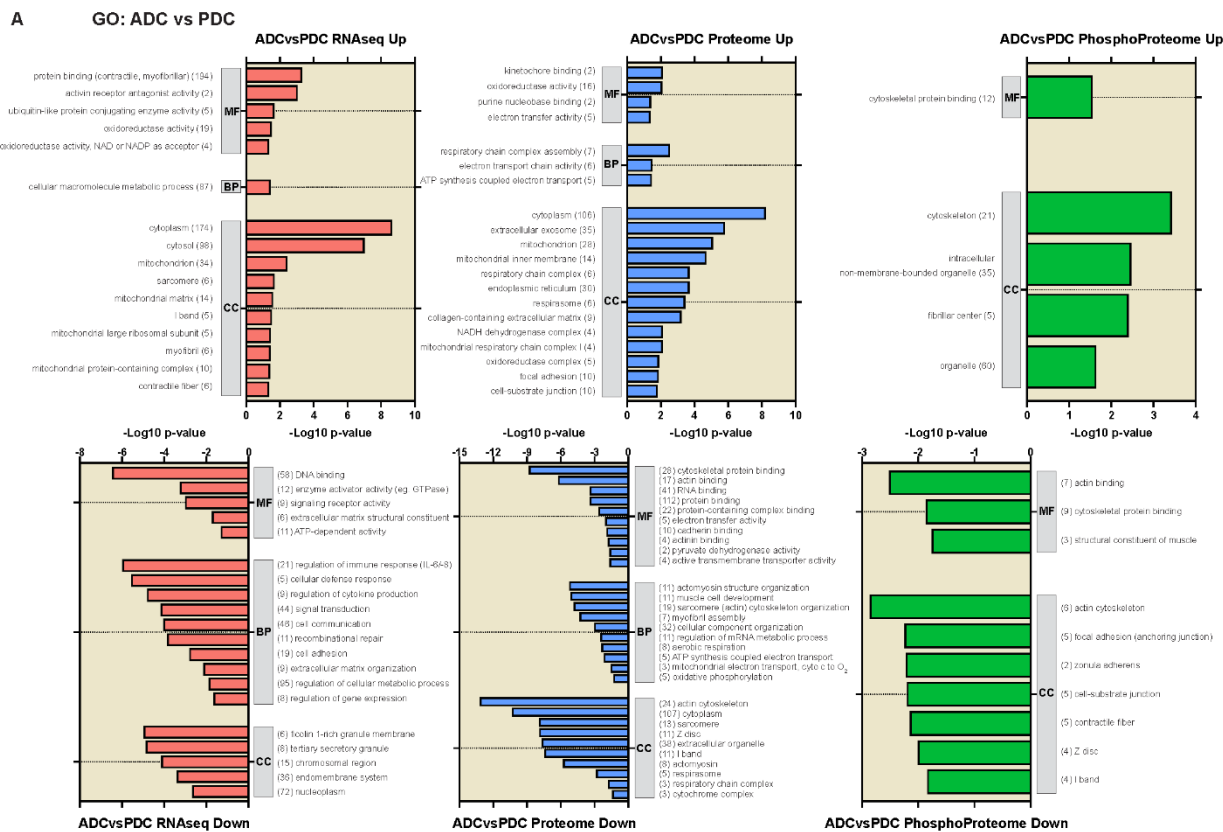 A
GO: ADC vs PDC
ADCvsPDC RNAseq Up
protein binding (contractile, myofibrillar) (194)
activin receptor antagonist activity (2)
ubiquitin-like protein conjugating enzyme activity (5)
oxidoreductase activity (19)
oxidoreductase activity, NAD or NADP as acceptor (4)
MF
cellular macromolecule metabolic process (87)
BP
cytoplasm (174)
cytosol (98)
mitochondrion (34)
sarcomere (6)
mitochondrial matrix (14)
I band (5)
mitochondrial large ribosomal subunit (5)
myofibril (6)
mitochondrial protein-containing complex (10)
contractile fiber (6)
CC
0 2 4 6 8 10
-Log10 p-value
ADCvsPDC Proteome Up
kinetochore binding (2)
oxidoreductase activity (16)
purine nucleobase binding (2)
electron transfer activity (5)
MF
respiratory chain complex assembly (7)
electron transport chain activity (6)
ATP synthesis coupled electron transport (5)
BP
cytoplasm (106)
extracellular exosome (35)
mitochondrion (28)
mitochondrial inner membrane (14)
respiratory chain complex (6)
endoplasmic reticulum (30)
respirasome (6)
collagen-containing extracellular matrix (9)
NADH dehydrogenase complex (4)
mitochondrial respiratory chain complex I (4)
oxidoreductase complex (5)
focal adhesion (10)
cell-substrate junction (10)
CC
0 2 4 6 8 10
-Log10 p-value
ADCvsPDC PhosphoProteome Up
cytoskeletal protein binding (12)
MF
cytoskeleton (21)
intracellular
non-membrane-bounded organelle (35)
fibrillar center (5)
organelle (60)
CC
0 1 2 3 4
-Log10 p-value
-Log10 p-value
-8 -6 -4 -2 0
(58) DNA binding
(12) enzyme activator activity (eg. GTPase)
(9) signaling receptor activity
(6) extracellular matrix structural constituent
(11) ATP-dependent activity
MF
(21) regulation of immune response (IL-6/-8)
(5) cellular defense response
(9) regulation of cytokine production
(44) signal transduction
(46) cell communication
(11) recombinational repair
(19) cell adhesion
(9) extracellular matrix organization
(95) regulation of cellular metabolic process
(8) regulation of gene expression
BP
(6) ficolin 1-rich granule membrane
(8) tertiary secretory granule
(15) chromosomal region
(36) endomembrane system
(72) nucleoplasm
CC
ADCvsPDC RNAseq Down
-Log10 p-value
-15 -12 -9 -6 -3 0
(28) cytoskeletal protein binding
(17) actin binding
(41) RNA binding
(112) protein binding
(22) protein-containing complex binding
(5) electron transfer activity
(10) cadherin binding
(4) actinin binding
(2) pyruvate dehydrogenase activity
(4) active transmembrane transporter activity
MF
(11) actomyosin structure organization
(11) muscle cell development
(19) sarcomere (actin) cytoskeleton organization
(7) myofibril assembly
(32) cellular component organization
(11) regulation of mRNA metabolic process
(8) aerobic respiration
(5) ATP synthesis coupled electron transport
(3) mitochondrial electron transport, cyto c to O2
(5) oxidative phosphorylation
BP
(24) actin cytoskeleton
(107) cytoplasm
(13) sarcomere
(11) Z disc
(38) extracellular organelle
(11) I band
(8) actomyosin
(5) respirasome
(3) respiratory chain complex
(3) cytochrome complex
CC
ADCvsPDC Proteome Down
-Log10 p-value
-3 -2 -1 0
(7) actin binding
(9) cytoskeletal protein binding
(3) structural constituent of muscle
MF
(6) actin cytoskeleton
(5) focal adhesion (anchoring junction)
(2) zonula adherens
(5) cell-substrate junction
(5) contractile fiber
(4) Z disc
(4) I band
CC
ADCvsPDC PhosphoProteome Down